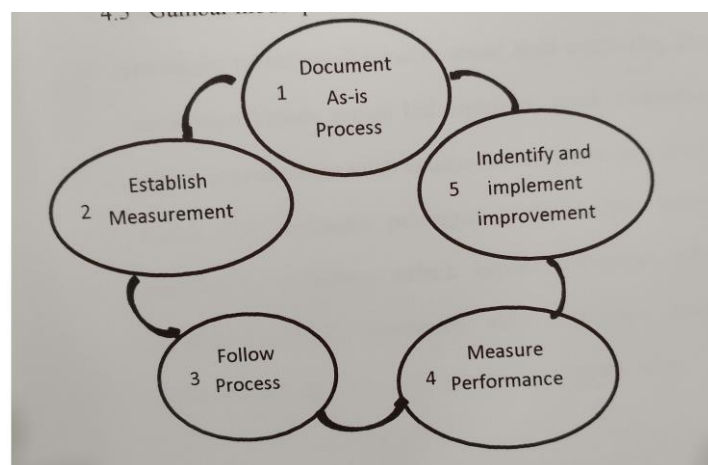 1
Document
As-is
Process
2
Establish
Measurement
3
Follow
Process
4
Measure
Performance
5
Indentify and
implement
improvement